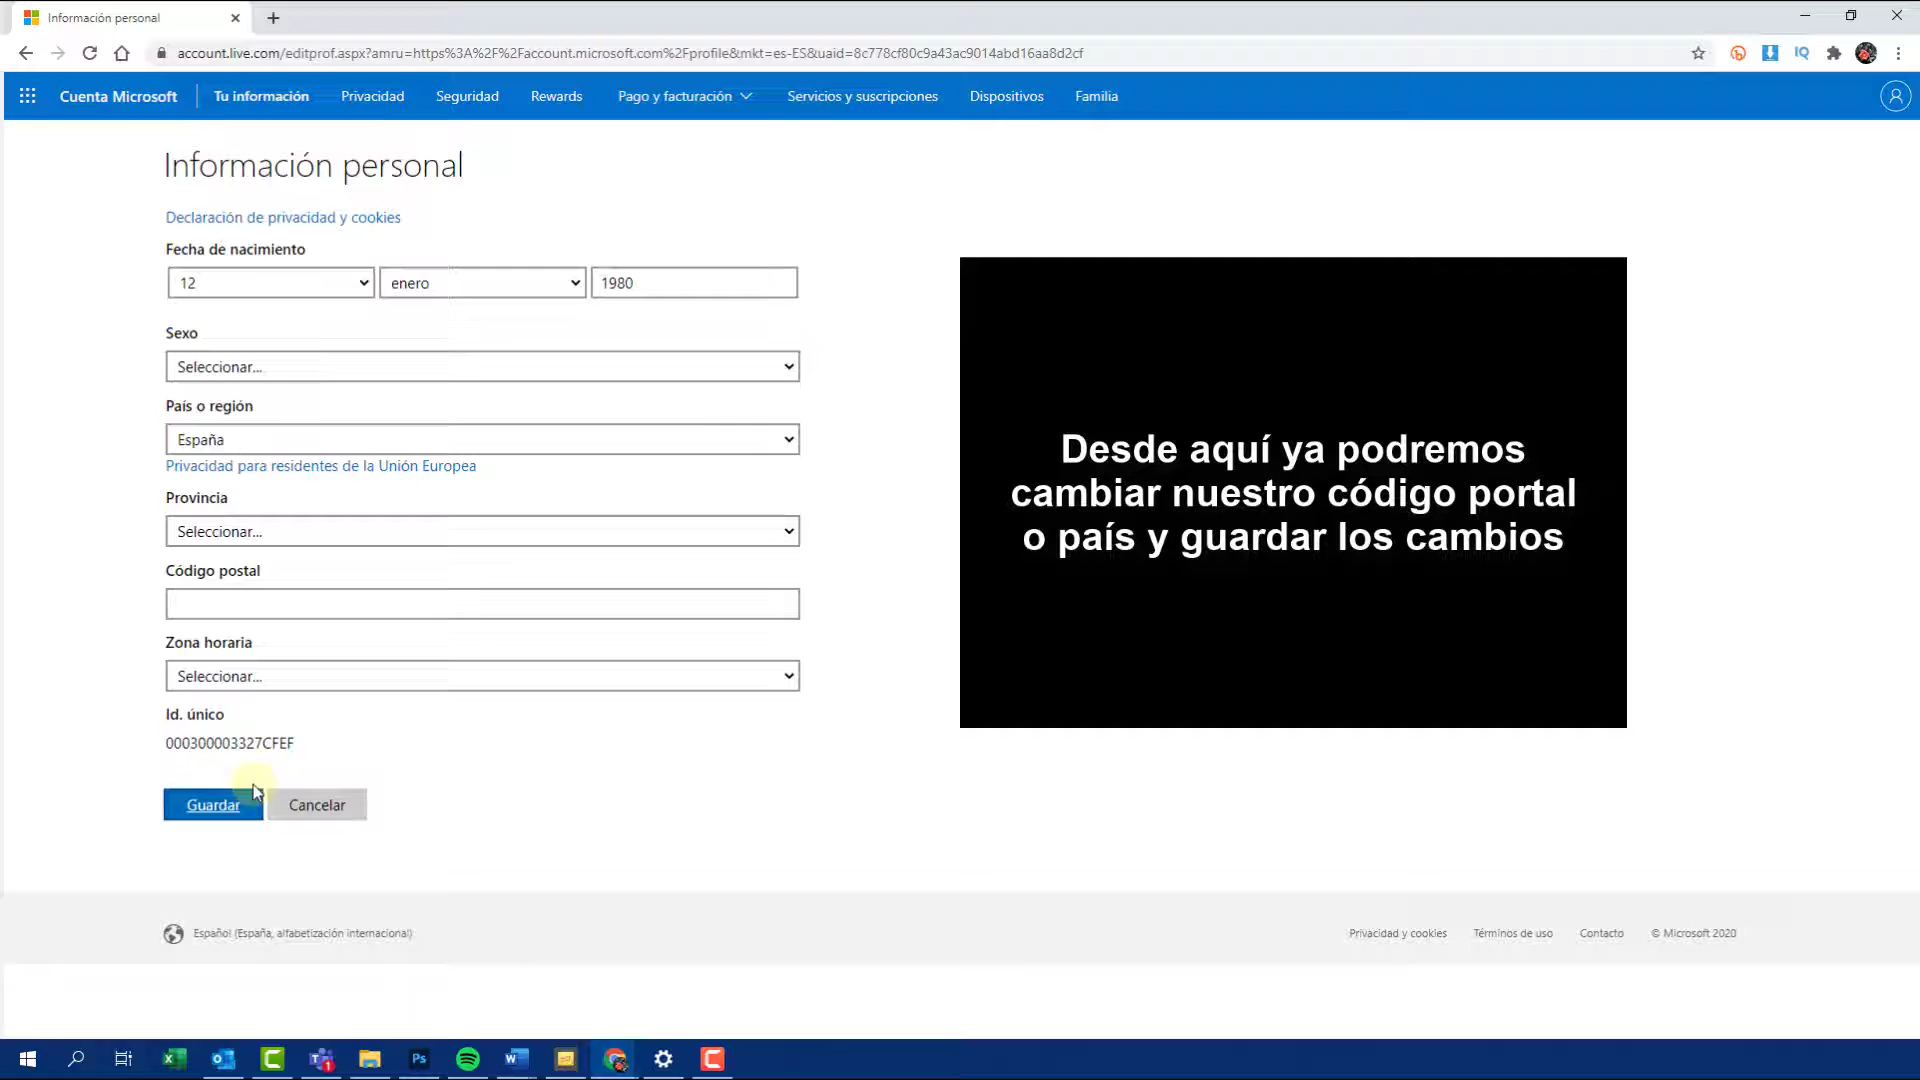 Información personal
account.live.com/editprof.aspx?amru=https%3A%2F%2Faccount.microsoft.com%2Fprofile&mkt=es-ES&uaid=8c778cf80c9a43ac9014abd16aa8d2cf
Cuenta Microsoft
Tu información
Privacidad
Seguridad
Rewards
Pago y facturación
Servicios y suscripciones
Dispositivos
Familia
Información personal
Declaración de privacidad y cookies
Fecha de nacimiento
12
enero
1980
Sexo
Seleccionar...
País o región
España
Privacidad para residentes de la Unión Europea
Provincia
Seleccionar...
Código postal
Zona horaria
Seleccionar...
Id. único
000300003327CFEF
Guardar
Cancelar
Desde aquí ya podremos
cambiar nuestro código portal
o país y guardar los cambios
Español (España, alfabetización internacional)
Privacidad y cookies
Términos de uso
Contacto
© Microsoft 2020